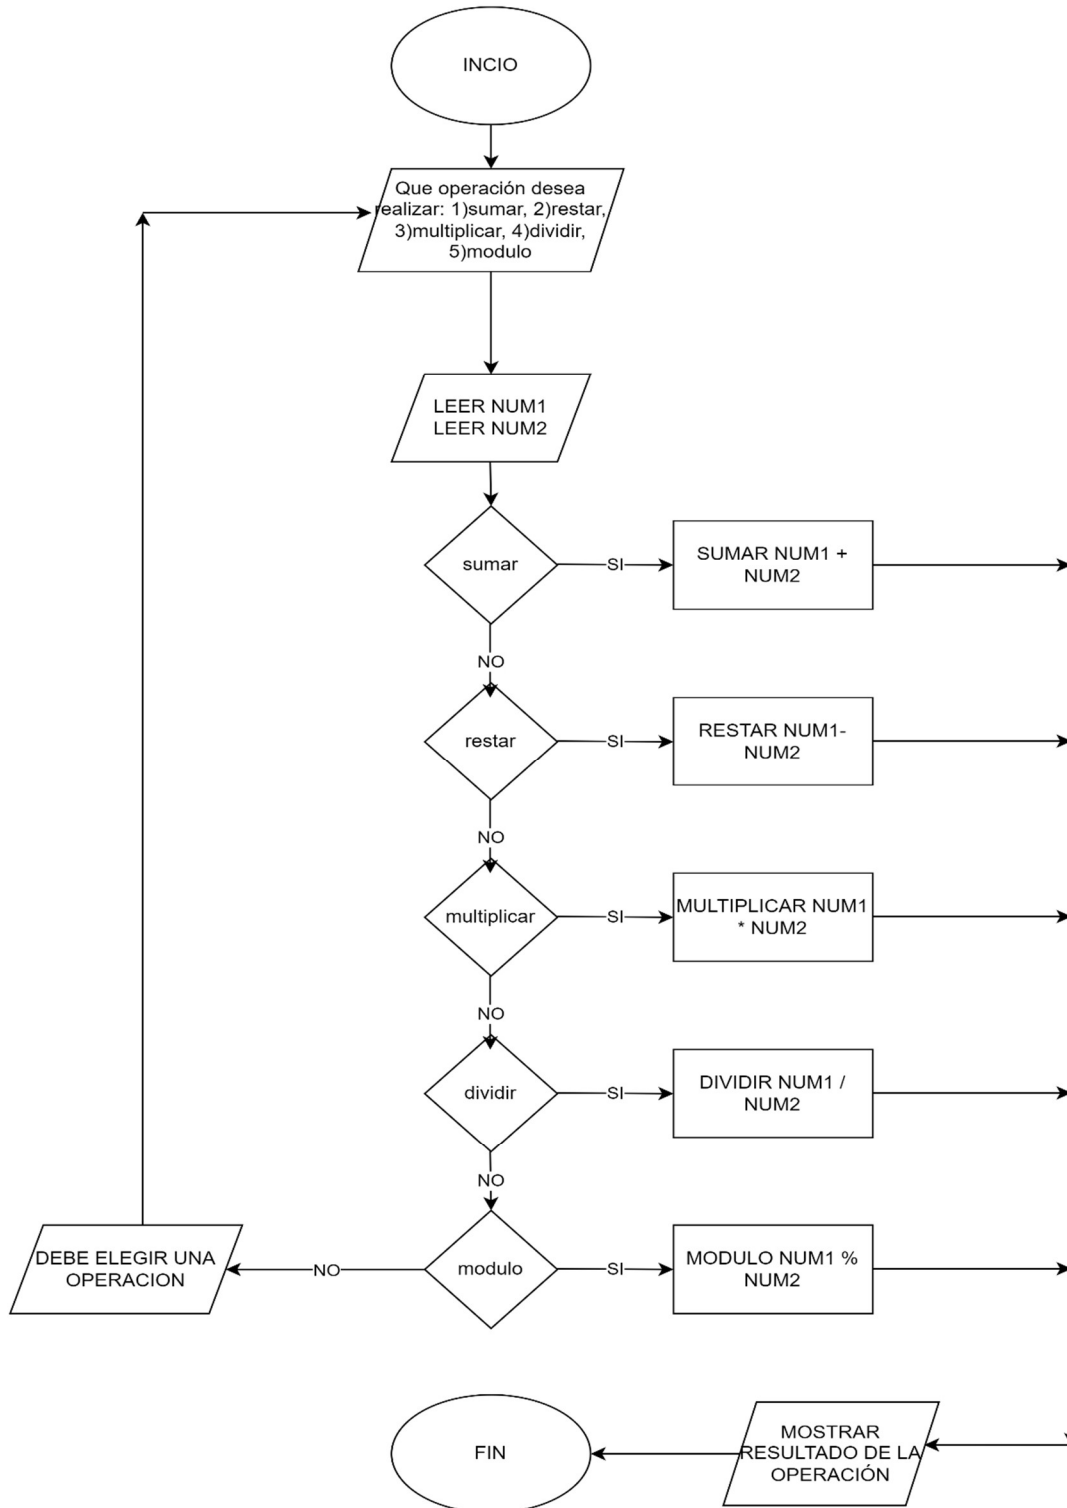 INCIO
Que operación desea
realizar: 1)sumar, 2)restar,
3)multiplicar, 4)dividir,
5)modulo
LEER NUM1
LEER NUM2
sumar
SI
SUMAR NUM1 +
NUM2
NO
restar
SI
RESTAR NUM1-
NUM2
NO
multiplicar
SI
MULTIPLICAR NUM1
* NUM2
NO
dividir
SI
DIVIDIR NUM1 /
NUM2
NO
modulo
SI
MODULO NUM1 %
NUM2
NO
DEBE ELEGIR UNA
OPERACION
MOSTRAR
RESULTADO DE LA
OPERACIÓN
FIN